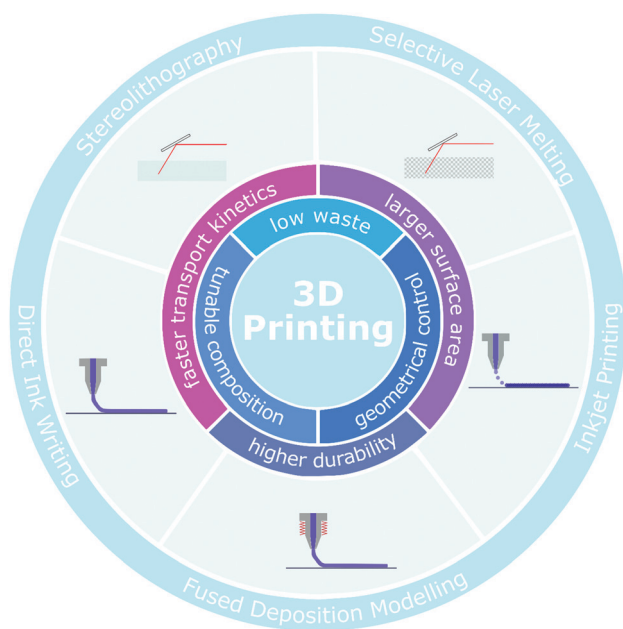 Stereolithography
Selective Laser Melting
Inkjet Printing
Fused Deposition Modelling
Direct Ink Writing
faster transport kinetics
larger surface area
higher durability
low waste
geometrical control
tunable composition
3D
Printing